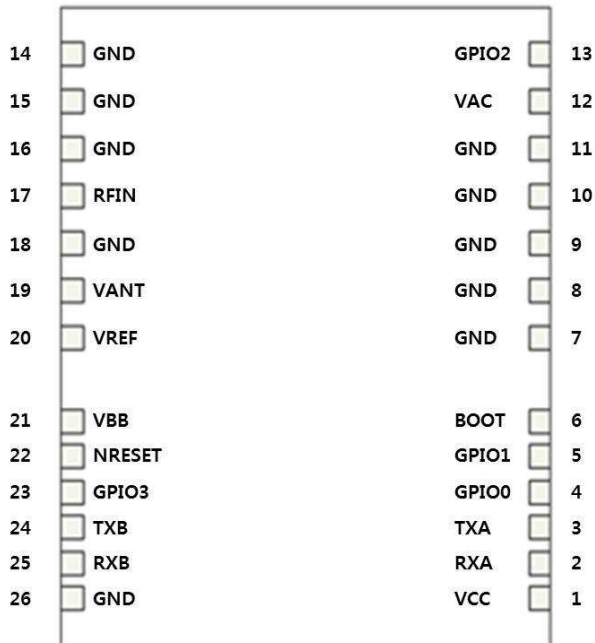 14 GND GPIO2 13
15 GND VAC 12
16 GND GND 11
17 RFIN GND 10
18 GND GND 9
19 VANT GND 8
20 VREF GND 7
21 VBB BOOT 6
22 NRESET GPIO1 5
23 GPIO3 GPIO0 4
24 TXB TXA 3
25 RXB RXA 2
26 GND VCC 1